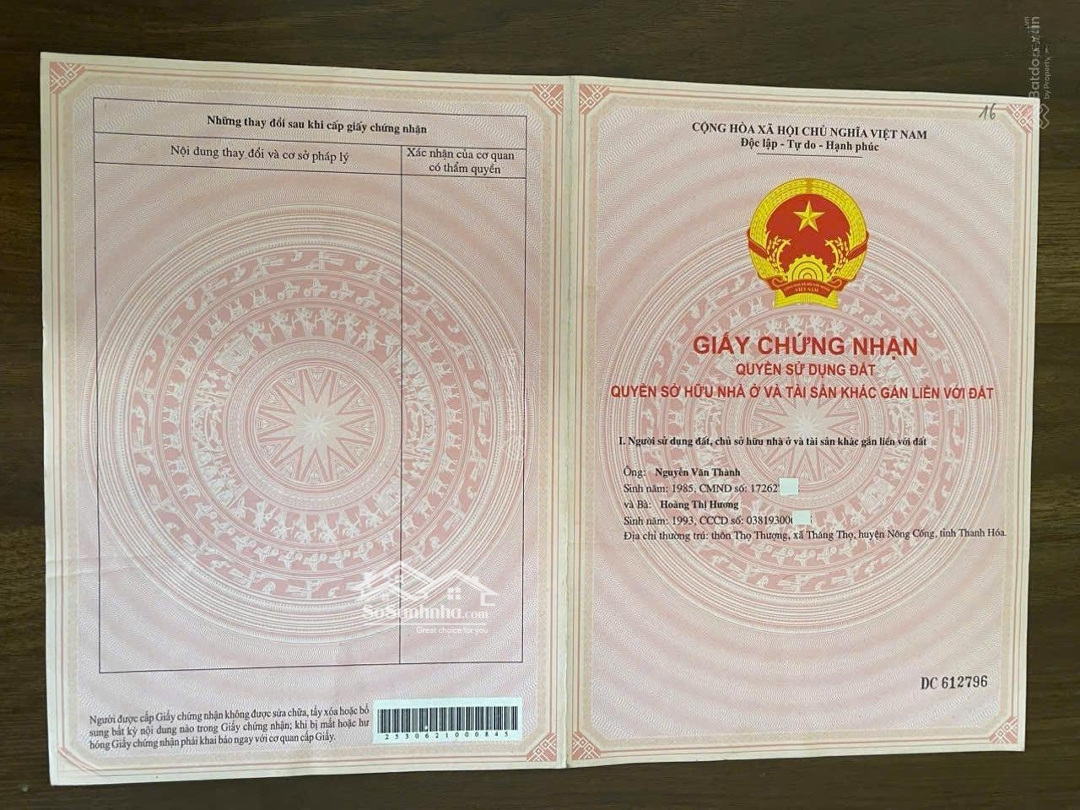 Những thay đổi sau khi cấp giấy chứng nhận
Nội dung thay đổi và cơ sở pháp lý
Xác nhận của cơ quan
có thẩm quyền
SoSanhnha.com
Great choice for you
Người được cấp Giấy chứng nhận không được sửa chữa, tẩy xóa hoặc bổ
sung bất kỳ nội dung nào trong Giấy chứng nhận; khi bị mất hoặc hư
hỏng Giấy chứng nhận phải khai báo ngay với cơ quan cấp Giấy.
2530621000845
16
CỘNG HÒA XÃ HỘI CHỦ NGHĨA VIỆT NAM
Độc lập - Tự do - Hạnh phúc
GIẤY CHỨNG NHẬN
QUYỀN SỬ DỤNG ĐẤT
QUYỀN SỞ HỮU NHÀ Ở VÀ TÀI SẢN KHÁC GẮN LIỀN VỚI ĐẤT
I. Người sử dụng đất, chủ sở hữu nhà ở và tài sản khác gắn liền với đất
Ông: Nguyễn Văn Thành
Sinh năm: 1985, CMND số: 17262
và Bà: Hoàng Thị Hương
Sinh năm: 1993, CCCD số: 03819300
Địa chỉ thường trú: thôn Thọ Thượng, xã Thăng Thọ, huyện Nông Cống, tỉnh Thanh Hóa.
DC 612796